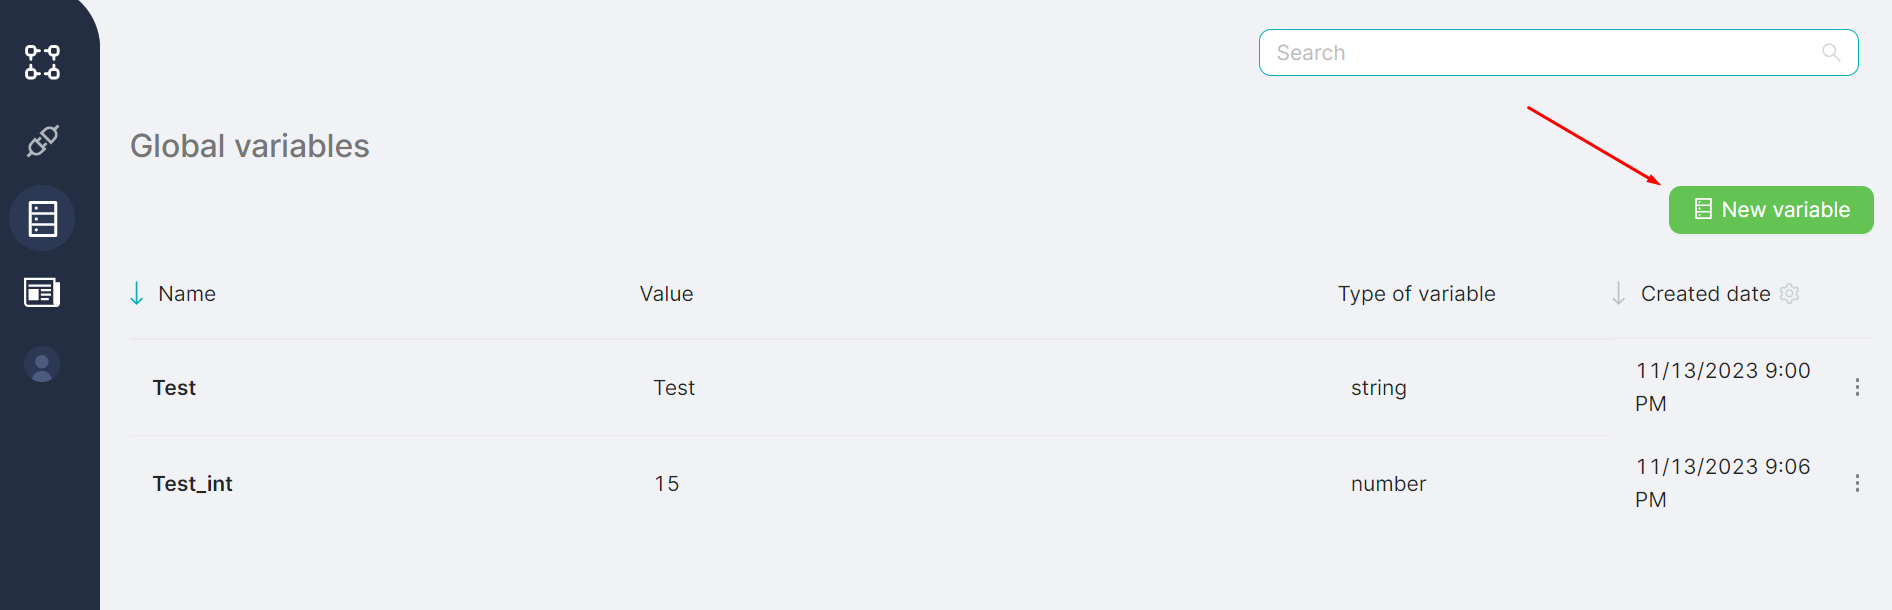 Search
Global variables
New variable
Name Value Type of variable Created date
Test Test string 11/13/2023 9:00
PM
Test_int 15 number 11/13/2023 9:06
PM